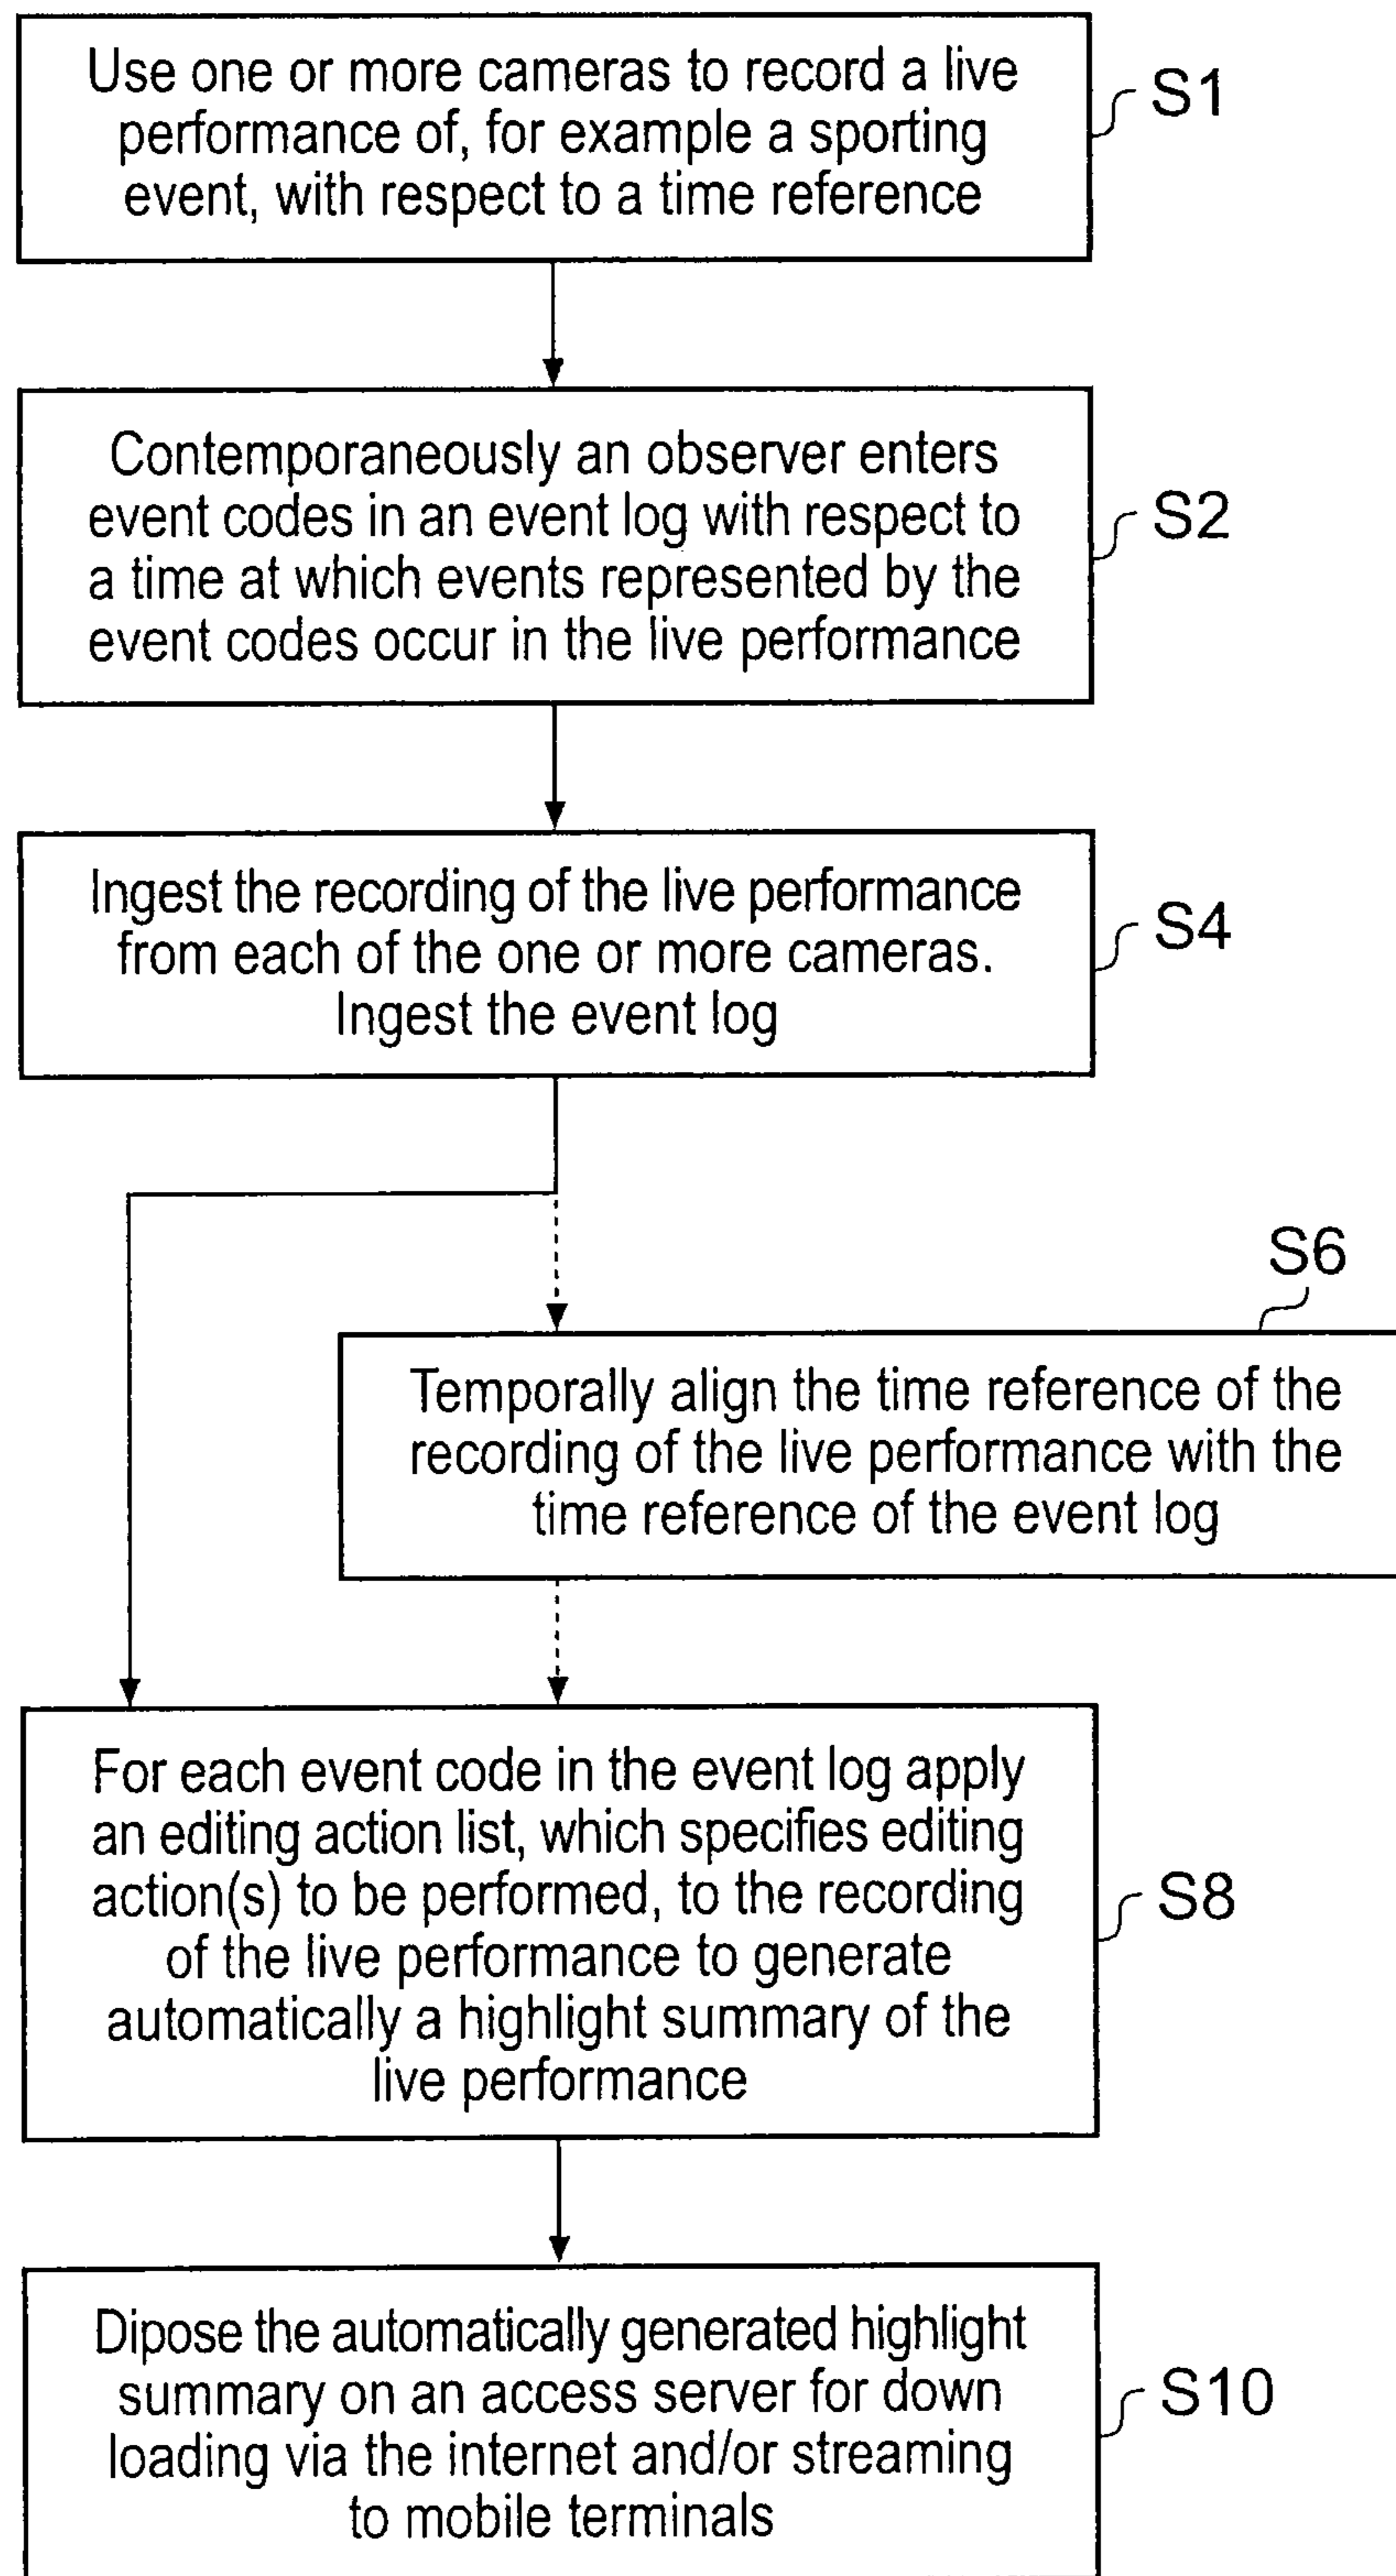 Use one or more cameras to record a live
performance of, for example a sporting
event, with respect to a time reference
S1
Contemporaneously an observer enters
event codes in an event log with respect to
a time at which events represented by the
event codes occur in the live performance
S2
Ingest the recording of the live performance
from each of the one or more cameras.
Ingest the event log
S4
S6
Temporally align the time reference of the
recording of the live performance with the
time reference of the event log
For each event code in the event log apply
an editing action list, which specifies editing
action(s) to be performed, to the recording
of the live performance to generate
automatically a highlight summary of the
live performance
S8
Dipose the automatically generated highlight
summary on an access server for down
loading via the internet and/or streaming
to mobile terminals
S10